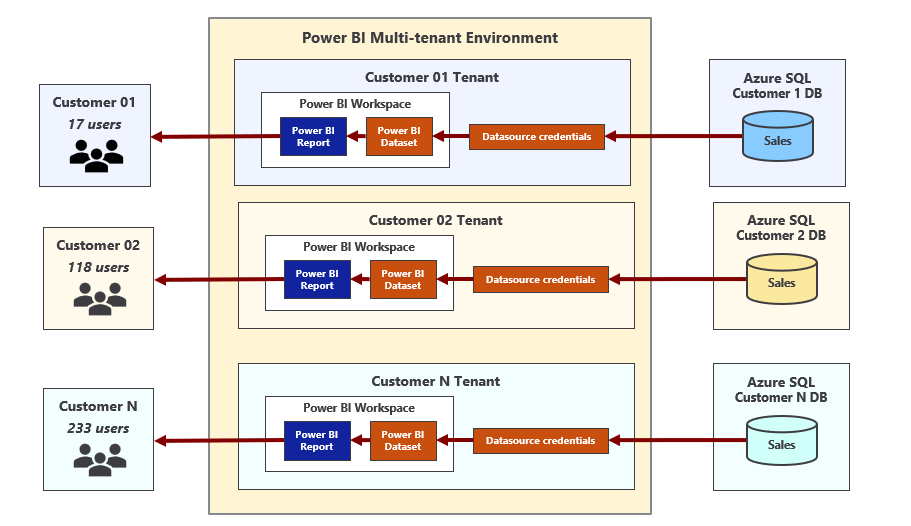 Power BI Multi-tenant Environment
Customer 01
17 users
Customer 01 Tenant
Power BI Workspace
Power BI
Report
Power BI
Dataset
Datasource credentials
Azure SQL
Customer 1 DB
Sales
Customer 02
118 users
Customer 02 Tenant
Power BI Workspace
Power BI
Report
Power BI
Dataset
Datasource credentials
Azure SQL
Customer 2 DB
Sales
Customer N
233 users
Customer N Tenant
Power BI Workspace
Power BI
Report
Power BI
Dataset
Datasource credentials
Azure SQL
Customer N DB
Sales